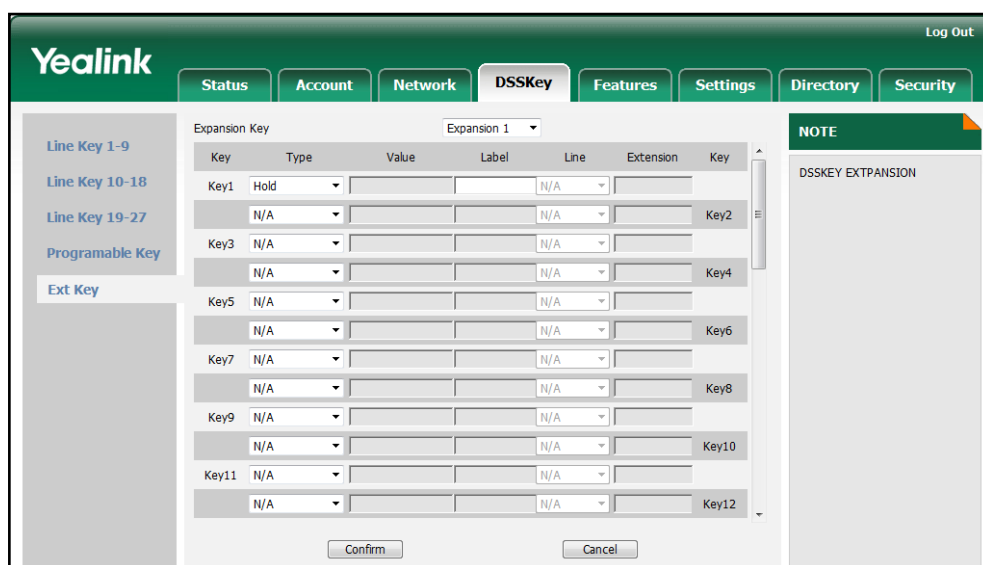 Log Out
Yealink
Status Account Network DSSKey Features Settings Directory Security
Line Key 1-9
Line Key 10-18
Line Key 19-27
Programable Key
Ext Key
Expansion Key Expansion 1
Key Type Value Label Line Extension Key
Key1 Hold N/A
N/A N/A Key2
Key3 N/A N/A
N/A N/A Key4
Key5 N/A N/A
N/A N/A Key6
Key7 N/A N/A
N/A N/A Key8
Key9 N/A N/A
N/A N/A Key10
Key11 N/A N/A
N/A N/A Key12
Confirm Cancel
NOTE
DSSKEY EXTPANSION